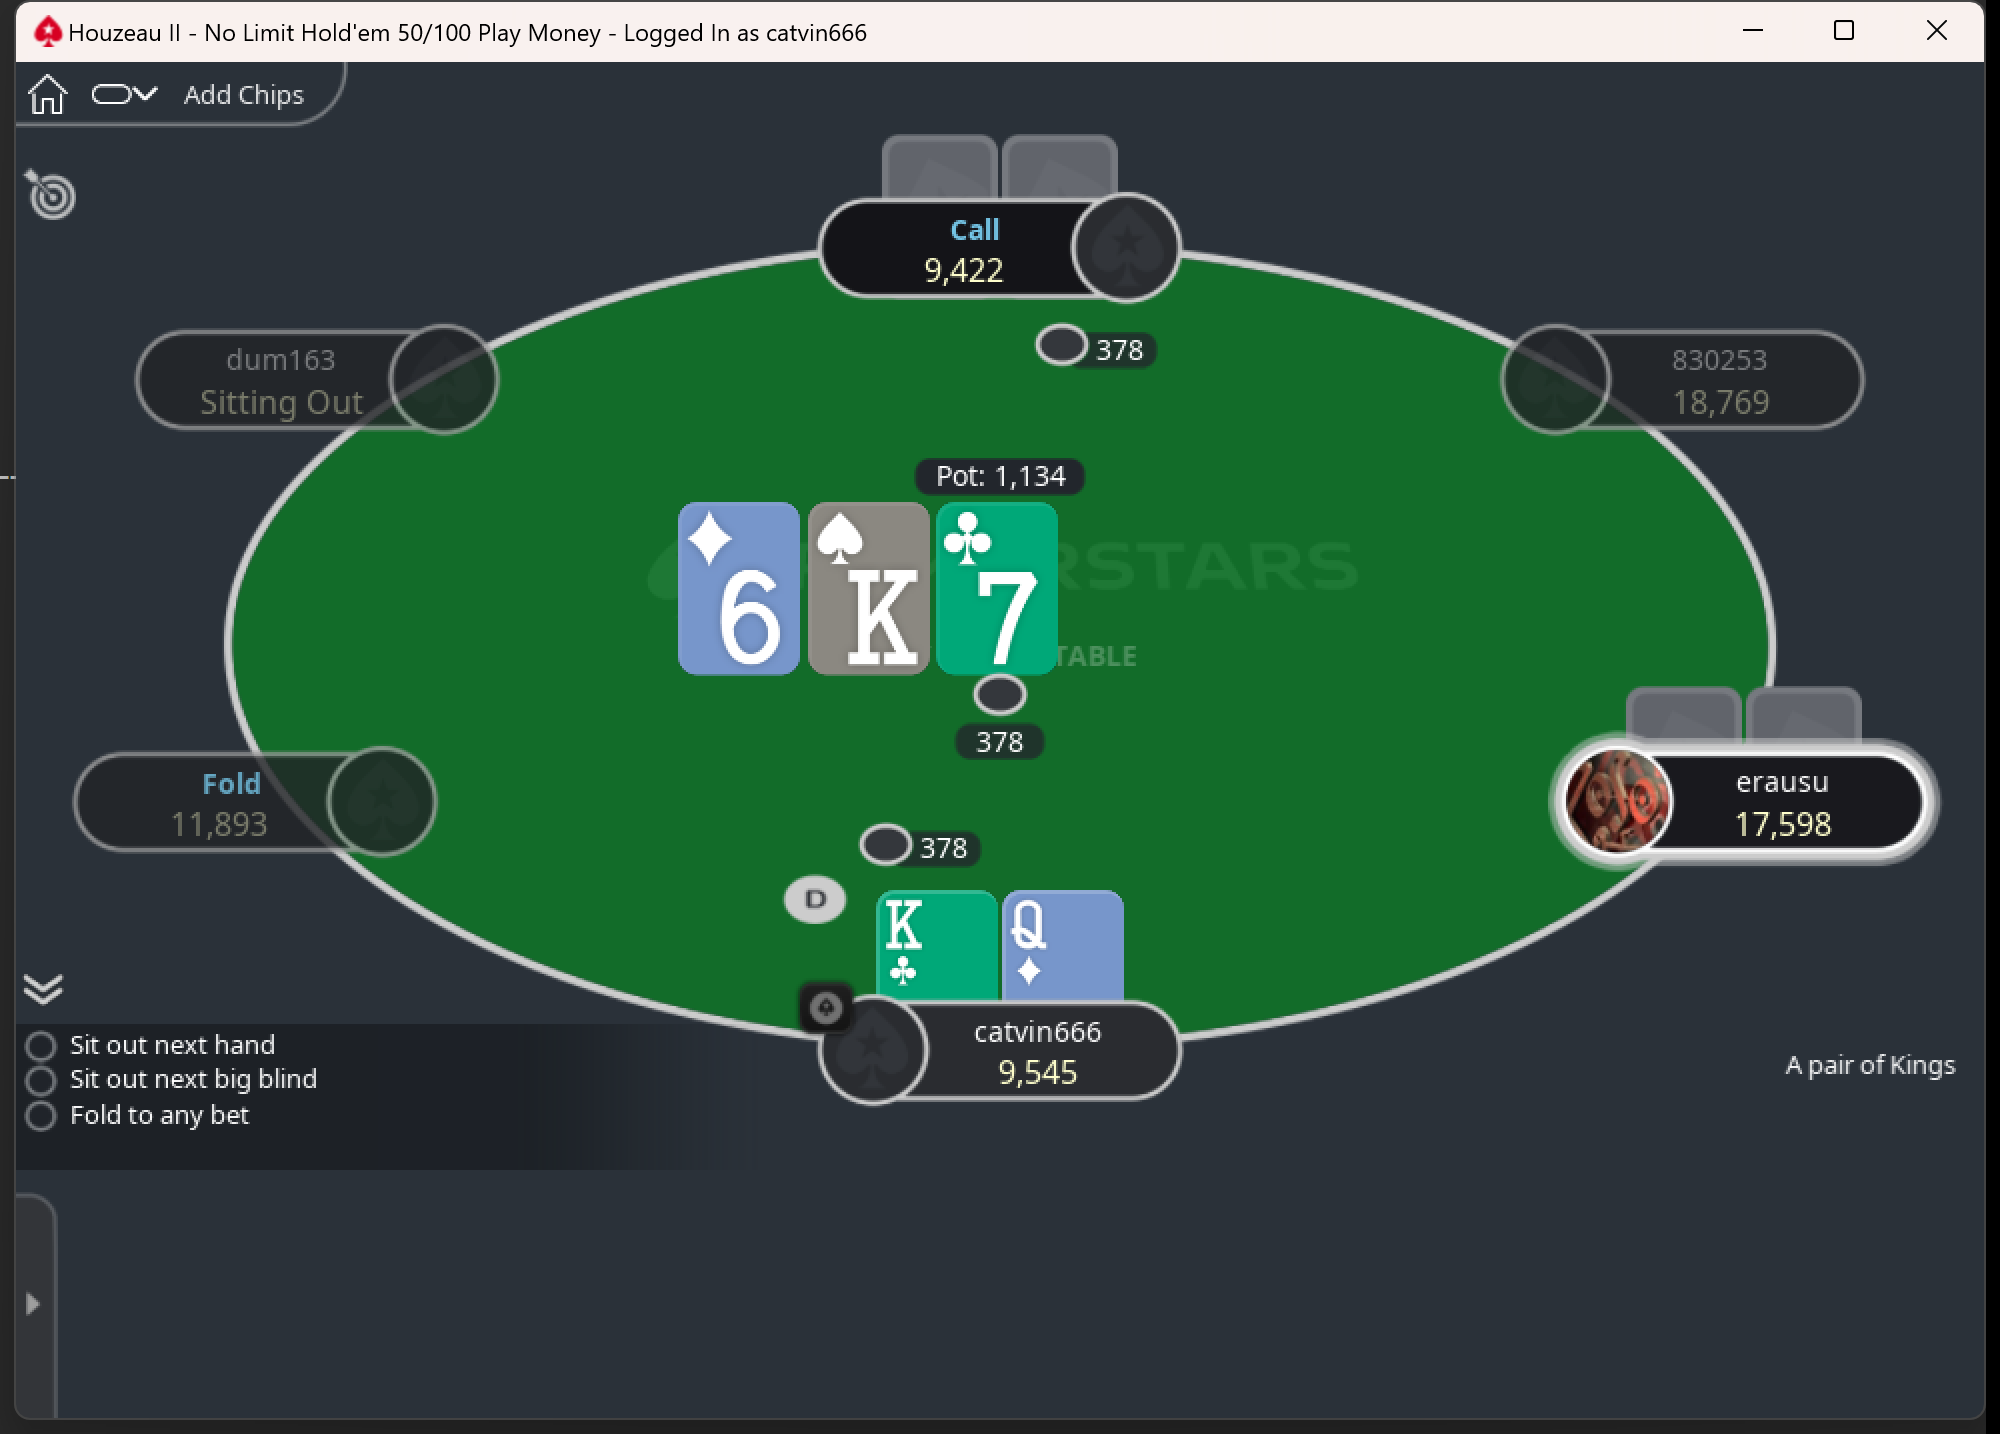 Houzeau II - No Limit Hold'em 50/100 Play Money - Logged In as catvin666
Add Chips
Call
9,422
378
dum163
Sitting Out
830253
18,769
Pot: 1,134
6
K
7
RSTARS
TABLE
378
Fold
11,893
erausu
17,598
378
D
K
Q
catvin666
9,545
Sit out next hand
Sit out next big blind
Fold to any bet
A pair of Kings